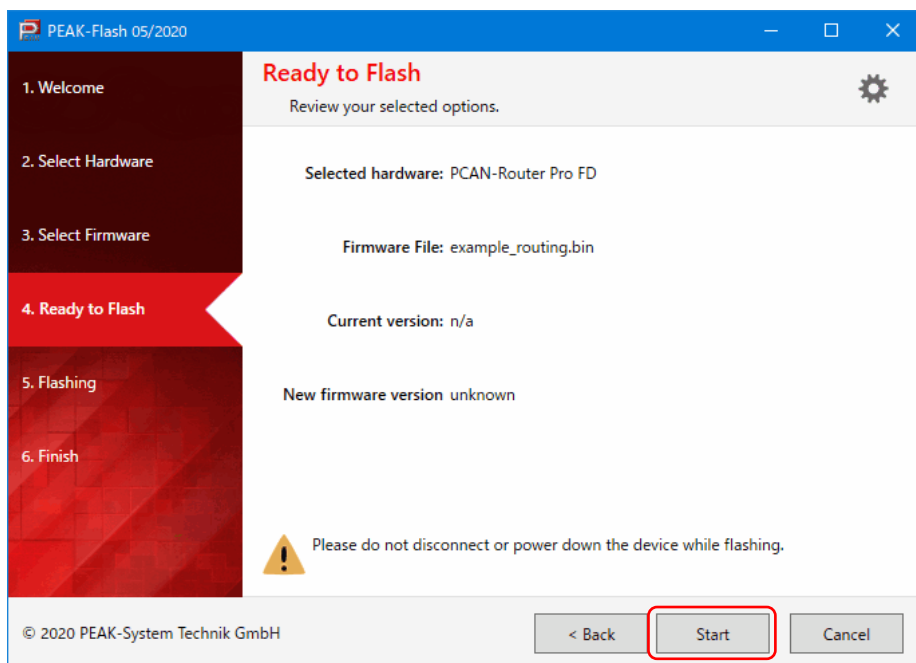 PEAK-Flash 05/2020
1. Welcome
2. Select Hardware
3. Select Firmware
4. Ready to Flash
5. Flashing
6. Finish
Ready to Flash
Review your selected options.
Selected hardware: PCAN-Router Pro FD
Firmware File: example_routing.bin
Current version: n/a
New firmware version unknown
Please do not disconnect or power down the device while flashing.
© 2020 PEAK-System Technik GmbH
< Back Start Cancel